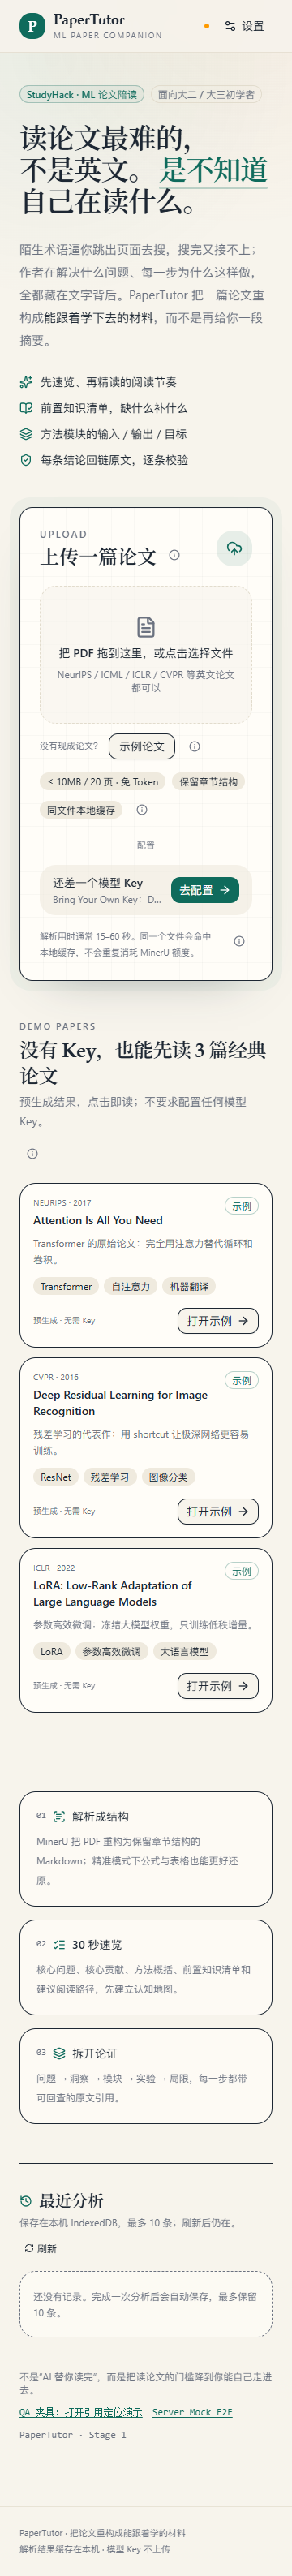 P PaperTutor
ML PAPER COMPANION
设置
StudyHack · ML 论文陪读
面向大二 / 大三初学者
读论文最难的，
不是英文。是不知道
自己在读什么。
陌生术语逼你跳出页面去搜，搜完又接不上；
作者在解决什么问题、每一步为什么这样做，
全都藏在文字背后。PaperTutor 把一篇论文重
构成能跟着学下去的材料，而不是再给你一段
摘要。
先速览、再精读的阅读节奏
前置知识清单，缺什么补什么
方法模块的输入 / 输出 / 目标
每条结论回链原文，逐条校验
UPLOAD
上传一篇论文
把 PDF 拖到这里，或点击选择文件
NeurIPS / ICML / ICLR / CVPR 等英文论文
都可以
没有现成论文？ 示例论文
≤ 10MB / 20 页 · 免 Token 保留章节结构
同文件本地缓存
配置
还差一个模型 Key
Bring Your Own Key：D...
去配置 →
解析用时通常 15–60 秒。同一个文件会命中
本地缓存，不会重复消耗 MinerU 额度。
DEMO PAPERS
没有 Key，也能先读 3 篇经典
论文
预生成结果，点击即读；不要求配置任何模型
Key。
NEURIPS · 2017 示例
Attention Is All You Need
Transformer 的原始论文：完全用注意力替代循环和
卷积。
Transformer 自注意力 机器翻译
预生成 · 无需 Key 打开示例 →
CVPR · 2016 示例
Deep Residual Learning for Image
Recognition
残差学习的代表作：用 shortcut 让极深网络更容易
训练。
ResNet 残差学习 图像分类
预生成 · 无需 Key 打开示例 →
ICLR · 2022 示例
LoRA: Low-Rank Adaptation of
Large Language Models
参数高效微调：冻结大模型权重，只训练低秩增量。
LoRA 参数高效微调 大语言模型
预生成 · 无需 Key 打开示例 →
01 解析成结构
MinerU 把 PDF 重构为保留章节结构的
Markdown；精准模式下公式与表格也能更好还
原。
02 30 秒速览
核心问题、核心贡献、方法概括、前置知识清单和
建议阅读路径，先建立认知地图。
03 拆开论证
问题 → 洞察 → 模块 → 实验 → 局限，每一步都带
可回查的原文引用。
最近分析
保存在本机 IndexedDB，最多 10 条；刷新后仍在。
刷新
还没有记录。完成一次分析后会自动保存，最多保留
10 条。
不是“AI 替你读完”，而是把读论文的门槛降到你能自己走进
去。
QA 夹具：打开引用定位演示 Server Mock E2E
PaperTutor · Stage 1
PaperTutor · 把论文重构成能跟着学的材料
解析结果缓存在本机 · 模型 Key 不上传